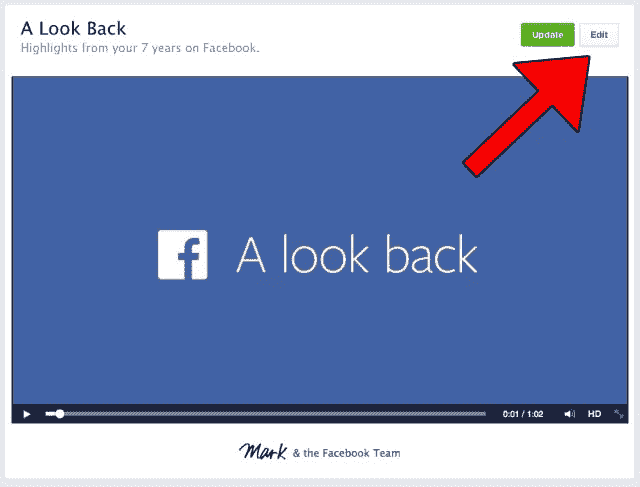 A Look Back
Highlights from your 7 years on Facebook.
Update
Edit
f A look back
0:01 / 1:02
HD
Mark & the Facebook Team